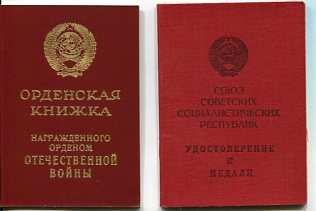 ОРДЕНСКАЯ
КНИЖКА
НАГРАЖДЕННОГО
ОРДЕНОМ
ОТЕЧЕСТВЕННОЙ
ВОЙНЫ
СОЮЗ
СОВЕТСКИХ
СОЦИАЛИСТИЧЕСКИХ
РЕСПУБЛИК
УДОСТОВЕРЕНИЕ
К
МЕДАЛИ